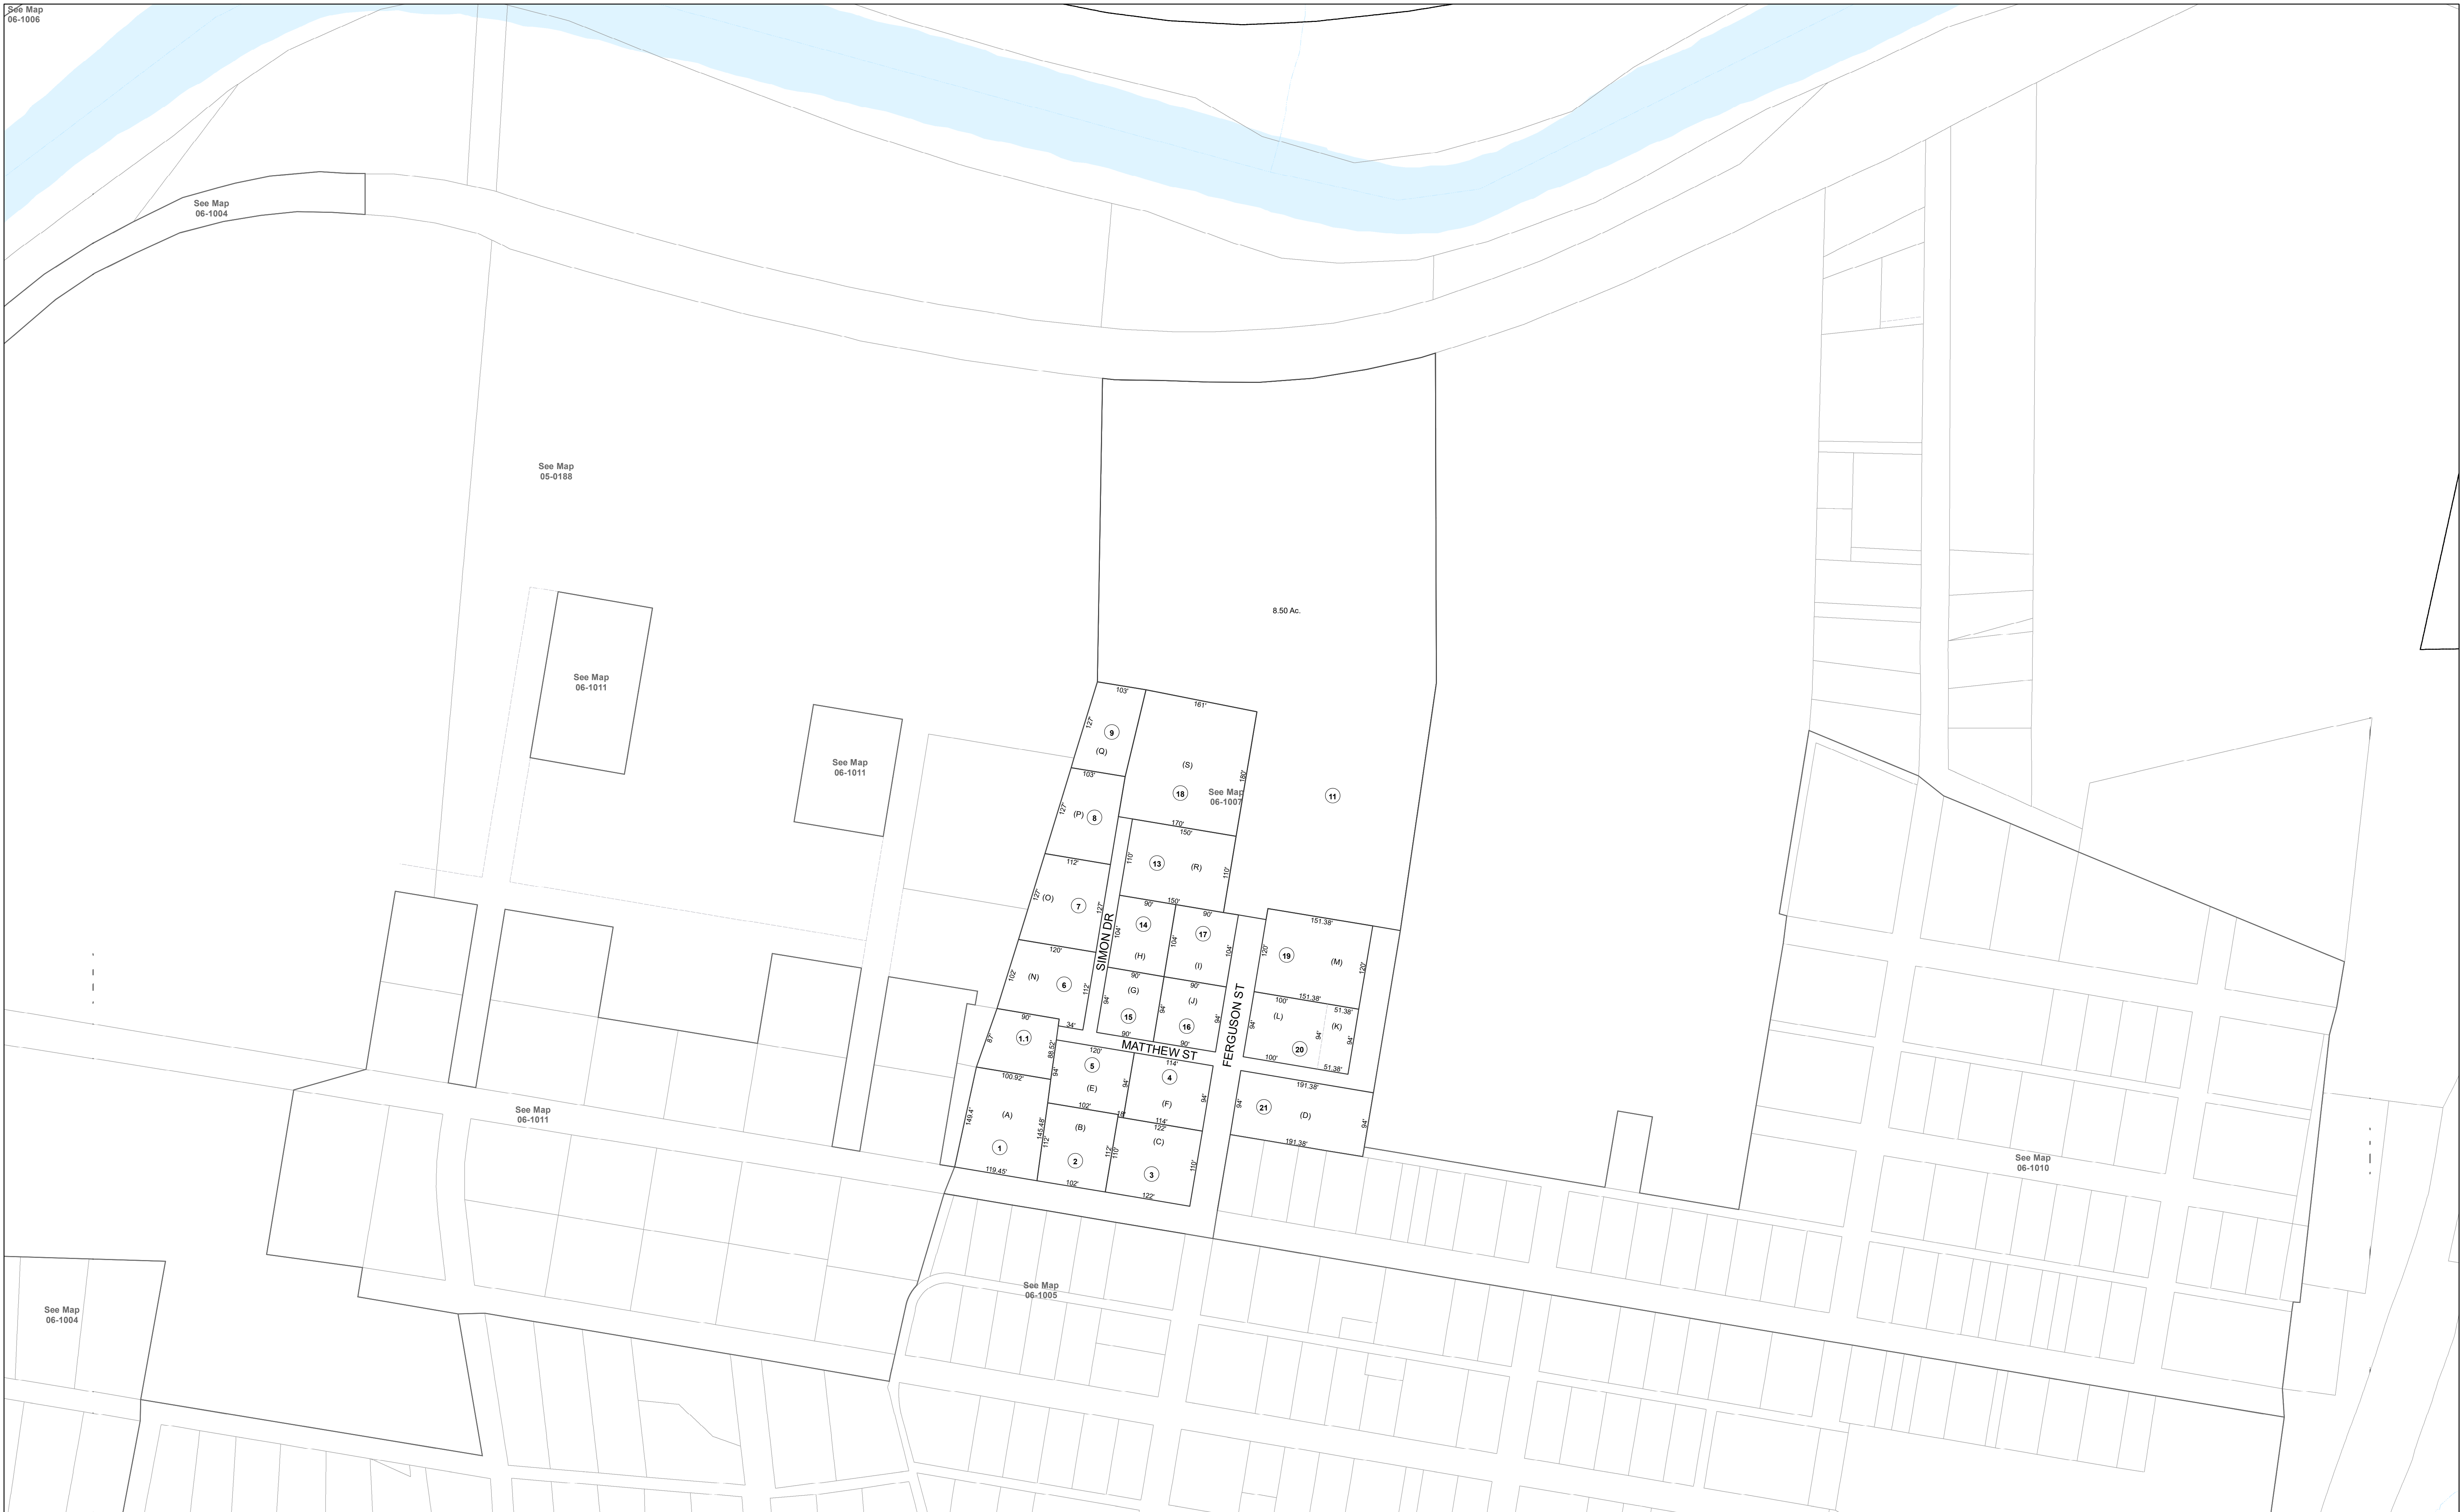 See Map
06-1006
See Map
06-1004
See Map
05-0188
8.50 Ac.
See Map
06-1011
See Map
06-1011
103'
161'
127'
9
(Q)
(S)
180'
18
See Map
06-1007
11
103'
127'
(P)
8
170'
150'
110'
13
(R)
110'
112'
127'
(O)
7
127'
SIMON DR
150'
90'
90'
14
104'
104'
17
104'
(H)
(I)
151.38'
120'
19
(M)
120'
120'
(N)
102'
6
112'
90'
90'
(G)
(J)
94'
94'
94'
15
16
151.38'
100'
51.38'
(L)
(K)
94'
94'
94'
20
FERGUSON ST
90'
34'
90'
90'
87'
1.1
88.52'
MATTHEW ST
100'
51.38'
120'
114'
5
4
94'
94'
94'
(E)
(F)
100.92'
191.38'
94'
21
(D)
94'
191.38'
102'
18'
114'
122'
149.4'
(A)
(B)
(C)
145.48'
112'
112'
110'
110'
1
2
3
119.45'
102'
122'
See Map
06-1011
See Map
06-1010
See Map
06-1005
See Map
06-1004